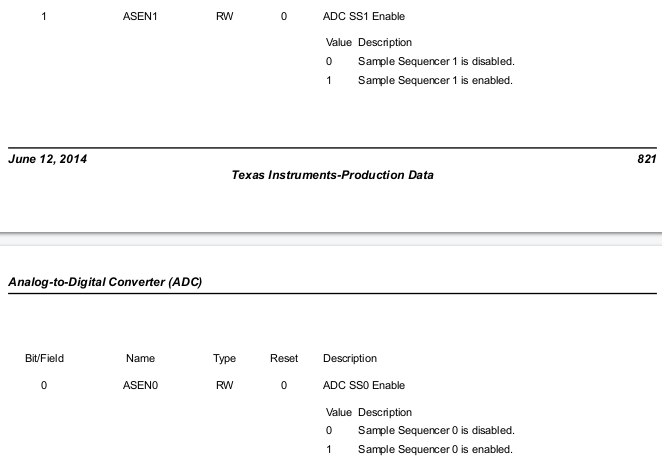 1 ASEN1 RW 0 ADC SS1 Enable
Value Description
0 Sample Sequencer 1 is disabled.
1 Sample Sequencer 1 is enabled.
June 12, 2014 821
Texas Instruments-Production Data
Analog-to-Digital Converter (ADC)
Bit/Field Name Type Reset Description
0 ASEN0 RW 0 ADC SS0 Enable
Value Description
0 Sample Sequencer 0 is disabled.
1 Sample Sequencer 0 is enabled.